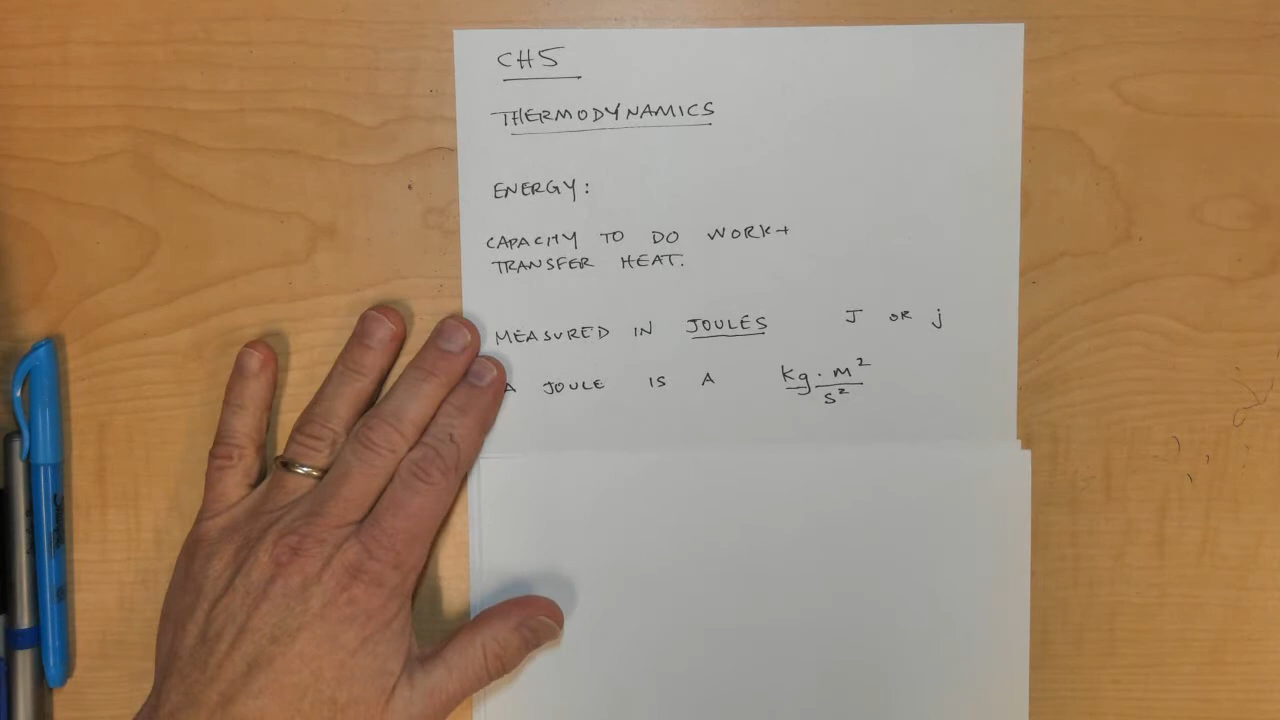 CH5
THERMODYNAMICS
ENERGY:
CAPACITY TO DO WORK +
TRANSFER HEAT.
MEASURED IN JOULES J OR j
A JOULE IS A kg · m² / s²